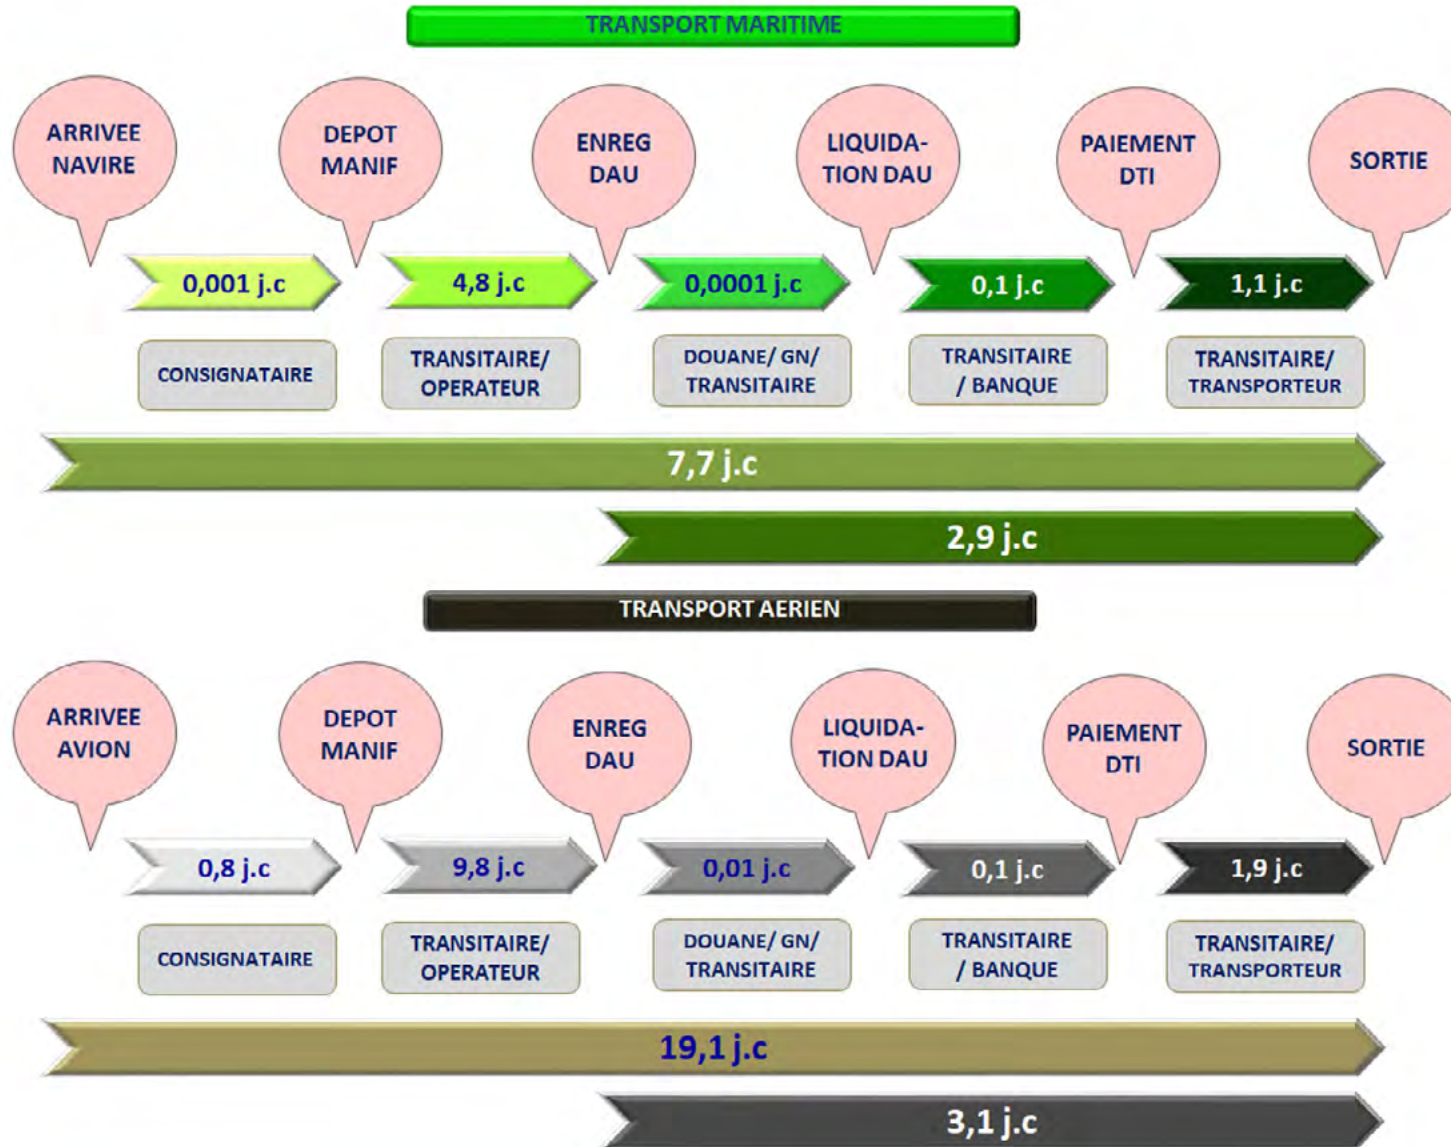 TRANSPORT MARITIME
ARRIVEE
NAVIRE
DEPOT
MANIF
ENREG
DAU
LIQUIDA-
TION DAU
PAIEMENT
DTI
SORTIE
0,001 j.c
4,8 j.c
0,0001 j.c
0,1 j.c
1,1 j.c
CONSIGNATAIRE
TRANSITAIRE/
OPERATEUR
DOUANE/ GN/
TRANSITAIRE
TRANSITAIRE
/ BANQUE
TRANSITAIRE/
TRANSPORTEUR
7,7 j.c
2,9 j.c
TRANSPORT AERIEN
ARRIVEE
AVION
DEPOT
MANIF
ENREG
DAU
LIQUIDA-
TION DAU
PAIEMENT
DTI
SORTIE
0,8 j.c
9,8 j.c
0,01 j.c
0,1 j.c
1,9 j.c
CONSIGNATAIRE
TRANSITAIRE/
OPERATEUR
DOUANE/ GN/
TRANSITAIRE
TRANSITAIRE
/ BANQUE
TRANSITAIRE/
TRANSPORTEUR
19,1 j.c
3,1 j.c